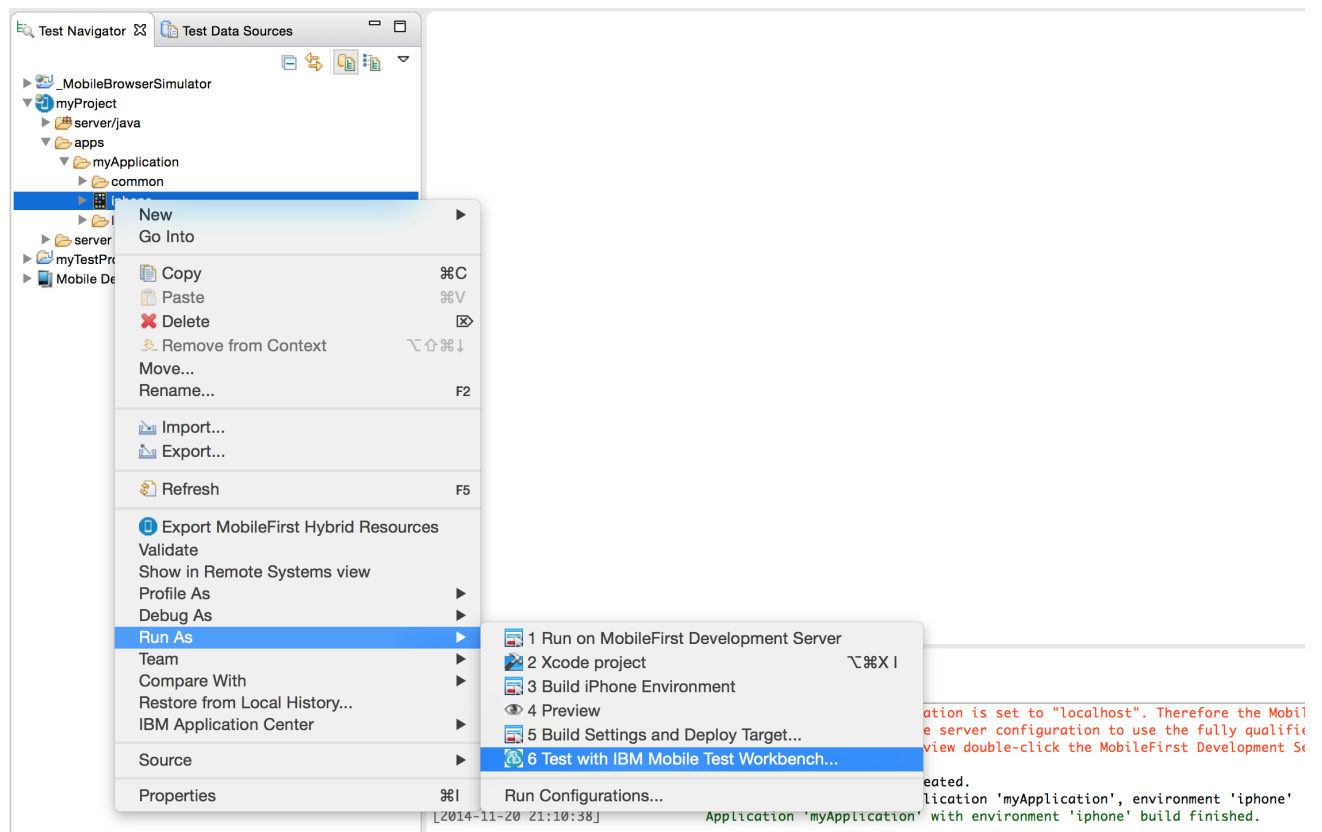 Test Navigator
Test Data Sources
_MobileBrowserSimulator
myProject
server/java
apps
myApplication
common
iphone
server
myTestPro
Mobile De
New
Go Into
Copy ⌘C
Paste ⌘V
Delete ⌦
Remove from Context ⌥⇧⌘↓
Move...
Rename... F2
Import...
Export...
Refresh F5
Export MobileFirst Hybrid Resources
Validate
Show in Remote Systems view
Profile As
Debug As
Run As
Team
Compare With
Restore from Local History...
IBM Application Center
Source
Properties ⌘I
1 Run on MobileFirst Development Server
2 Xcode project ⌥⌘X I
3 Build iPhone Environment
4 Preview
5 Build Settings and Deploy Target...
6 Test with IBM Mobile Test Workbench...
Run Configurations...
ation is set to "localhost". Therefore the Mobil
e server configuration to use the fully qualifie
view double-click the MobileFirst Development Se
eated.
lication 'myApplication', environment 'iphone'
[2014-11-20 21:10:38] Application 'myApplication' with environment 'iphone' build finished.